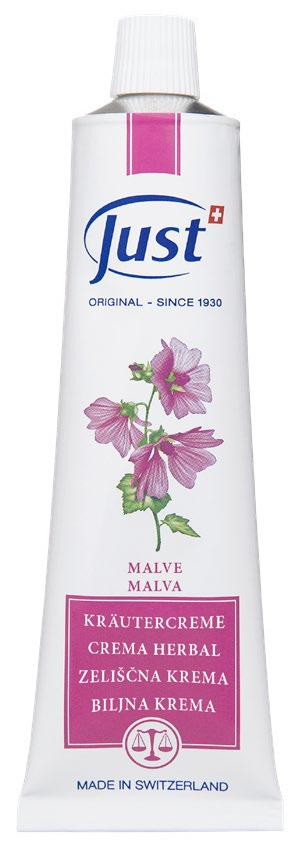 Just
ORIGINAL – SINCE 1930
MALVE
MALVA
KRÄUTERCREME
CREMA HERBAL
ZELIŠČNA KREMA
BILJNA KREMA
MADE IN SWITZERLAND